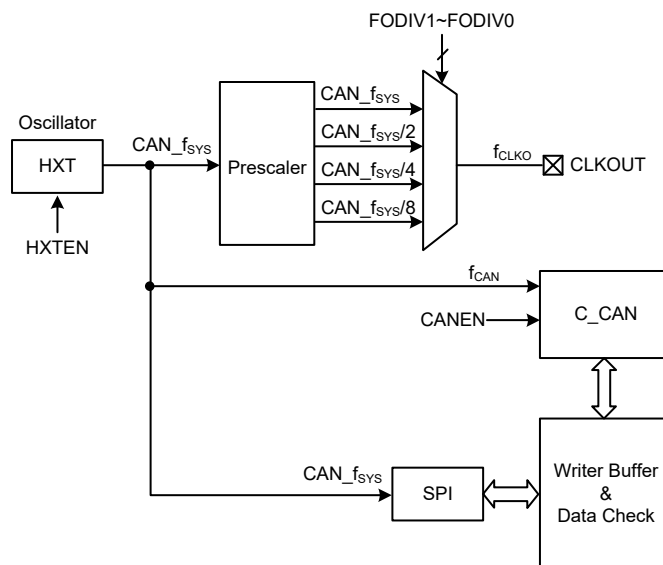 FODIV1~FODIV0
Oscillator
HXT
HXTEN
CAN_fSYS
Prescaler
CAN_fSYS
CAN_fSYS/2
CAN_fSYS/4
CAN_fSYS/8
fCLKO
CLKOUT
fCAN
CANEN
C_CAN
CAN_fSYS
SPI
Writer Buffer
&
Data Check